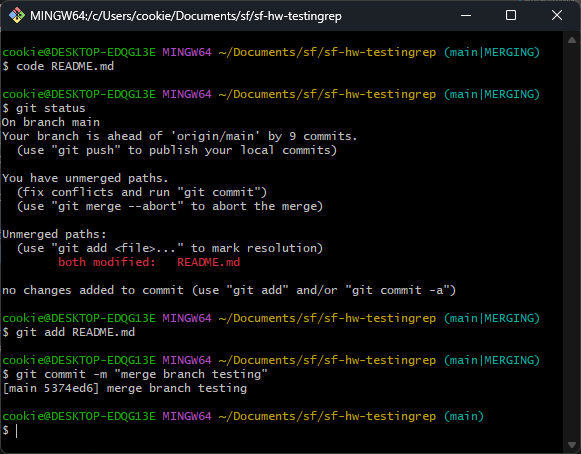 MINGW64:/c/Users/cookie/Documents/sf/sf-hw-testingrep
cookie@DESKTOP-EDQG13E MINGW64 ~/Documents/sf/sf-hw-testingrep (main|MERGING)
$ code README.md
cookie@DESKTOP-EDQG13E MINGW64 ~/Documents/sf/sf-hw-testingrep (main|MERGING)
$ git status
On branch main
Your branch is ahead of 'origin/main' by 9 commits.
  (use "git push" to publish your local commits)
You have unmerged paths.
  (fix conflicts and run "git commit")
  (use "git merge --abort" to abort the merge)
Unmerged paths:
  (use "git add <file>..." to mark resolution)
        both modified:   README.md
no changes added to commit (use "git add" and/or "git commit -a")
cookie@DESKTOP-EDQG13E MINGW64 ~/Documents/sf/sf-hw-testingrep (main|MERGING)
$ git add README.md
cookie@DESKTOP-EDQG13E MINGW64 ~/Documents/sf/sf-hw-testingrep (main|MERGING)
$ git commit -m "merge branch testing"
[main 5374ed6] merge branch testing
cookie@DESKTOP-EDQG13E MINGW64 ~/Documents/sf/sf-hw-testingrep (main)
$